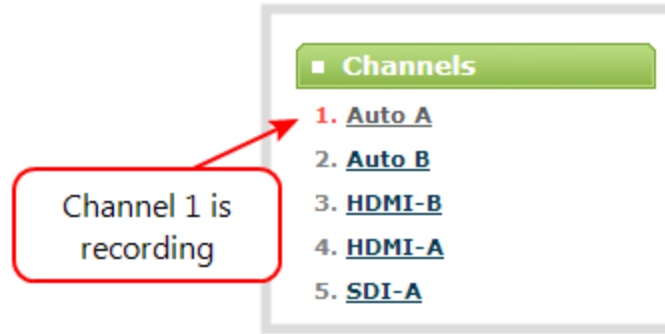 Channels
1. Auto A
2. Auto B
3. HDMI-B
4. HDMI-A
5. SDI-A
Channel 1 is
recording